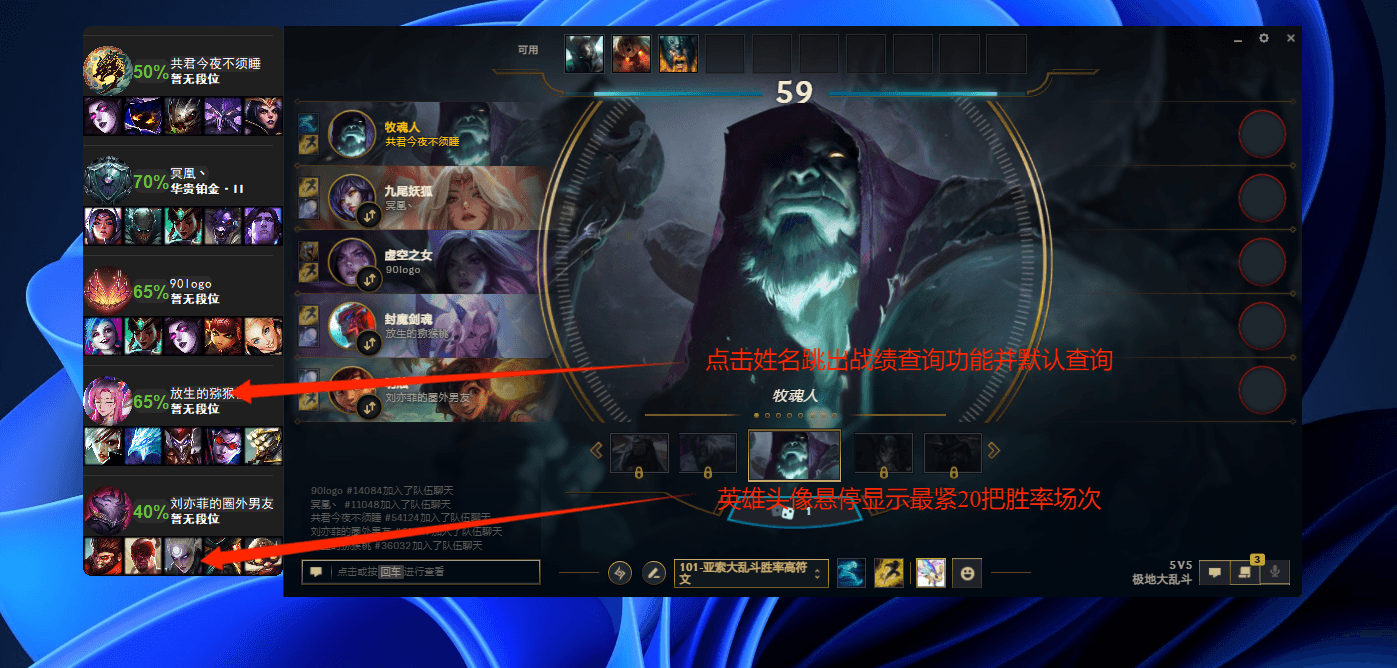 共君今夜不须睡
50%
暂无段位
冥凰丶
70%
华贵铂金·II
90logo
65%
暂无段位
放生的猕猴
65%
暂无段位
刘亦菲的圈外男友
40%
暂无段位
可用
59
牧魂人
共君今夜不须睡
九尾妖狐
冥凰丶
虚空之女
90logo
封魔剑魂
放生的猕猴桃
刘亦菲的圈外男友
点击姓名跳出战绩查询功能并默认查询
牧魂人
英雄头像悬停显示最紧20把胜率场次
1
90logo #14084加入了队伍聊天
冥凰丶 #11048加入了队伍聊天
共君今夜不须睡 #54124加入了队伍聊天
刘亦菲的圈外男友 加入了队伍聊天
猕猴桃 #36032加入了队伍聊天
点击或按回车进行查看
101-亚索大乱斗胜率高符文
5V5
极地大乱斗
3